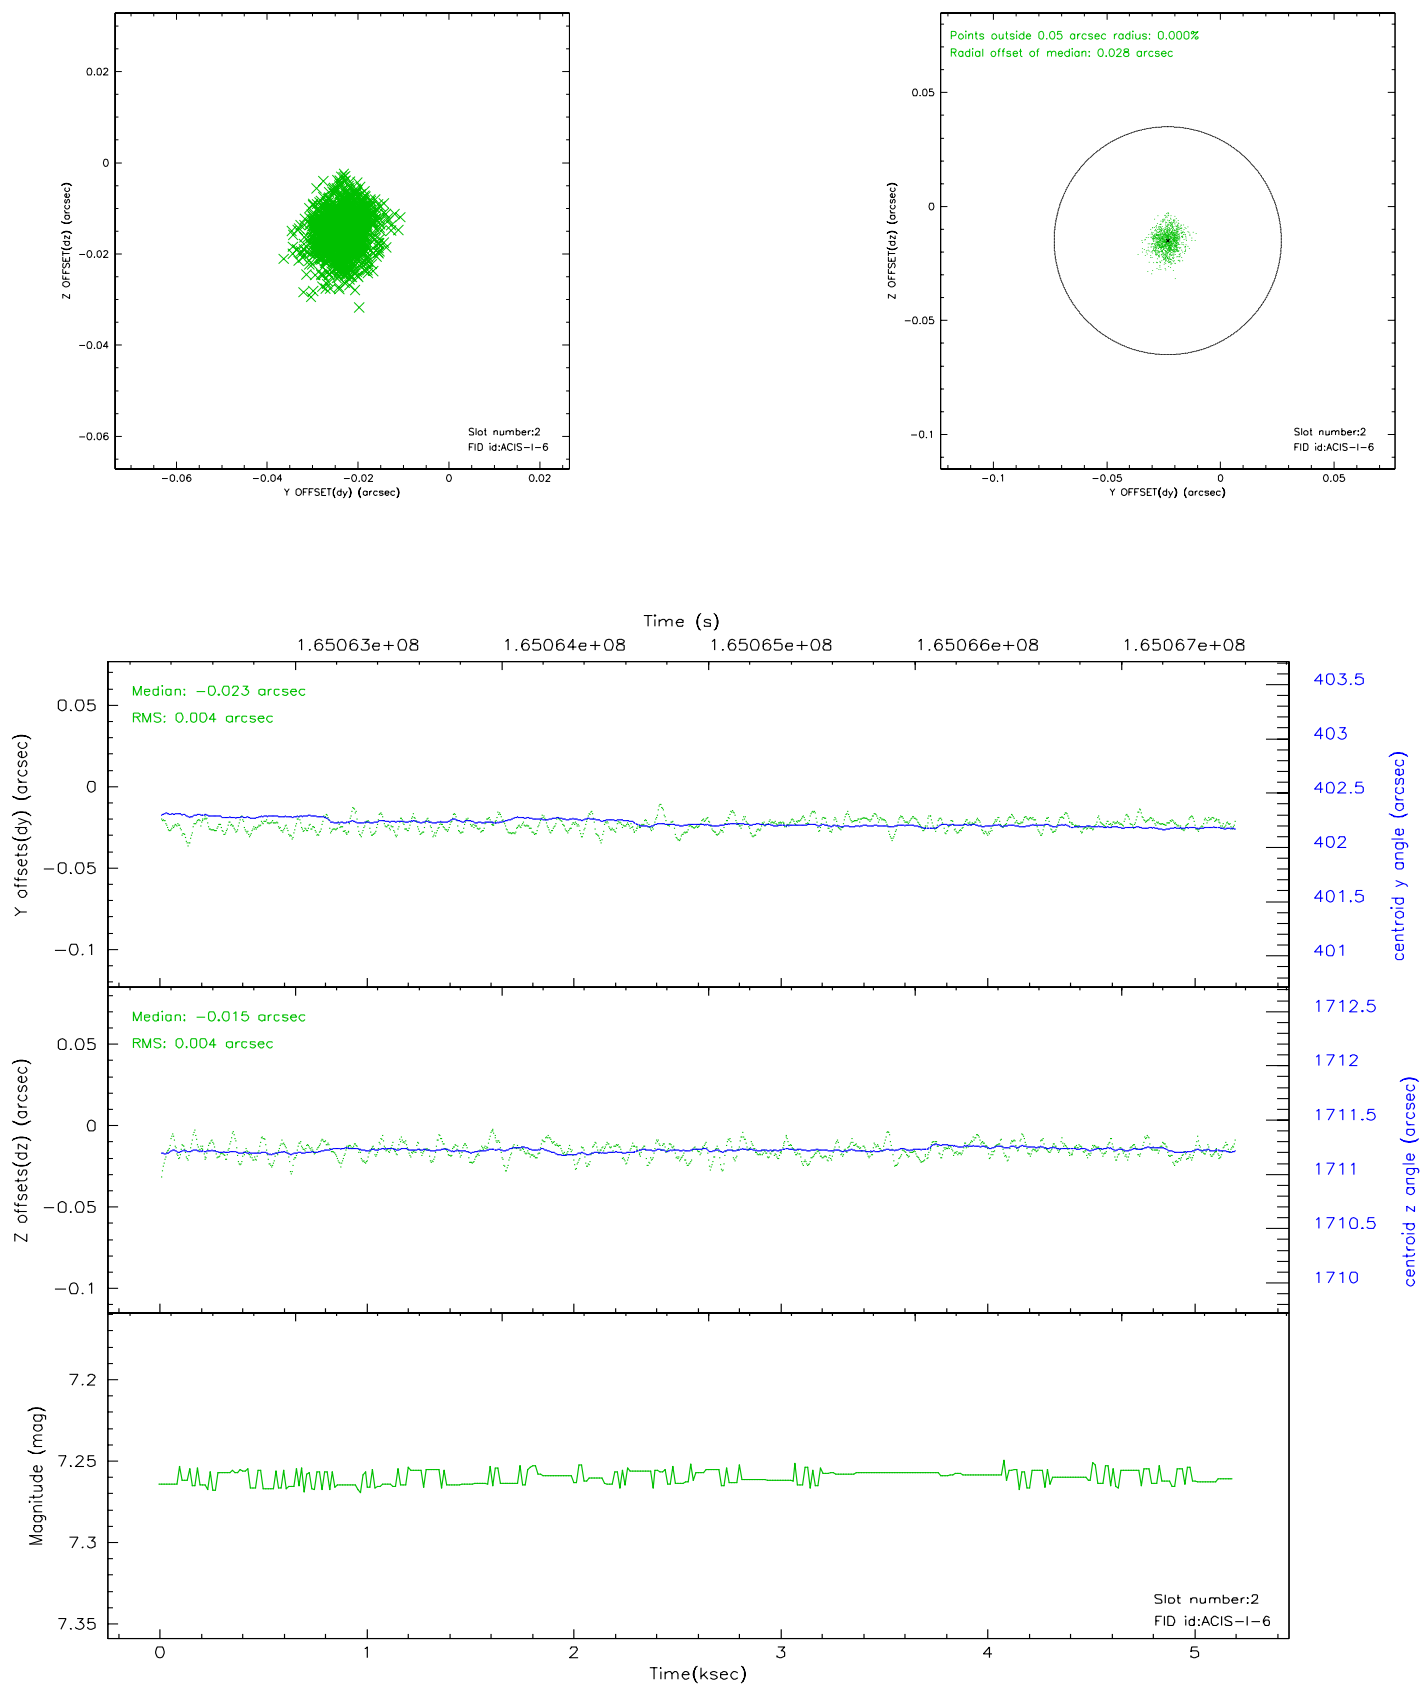 0.02
0
-0.02
-0.04
-0.06
Z OFFSET(dz) (arcsec)
Slot number:2
FID id:ACIS-I-6
-0.06 -0.04 -0.02 0 0.02
Y OFFSET(dy) (arcsec)
Points outside 0.05 arcsec radius: 0.000%
Radial offset of median: 0.028 arcsec
0.05
0
-0.05
-0.1
Z OFFSET(dz) (arcsec)
Slot number:2
FID id:ACIS-I-6
-0.1 -0.05 0 0.05
Y OFFSET(dy) (arcsec)
Time (s)
1.65063e+08 1.65064e+08 1.65065e+08 1.65066e+08 1.65067e+08
Median: -0.023 arcsec
RMS: 0.004 arcsec
0.05
0
-0.05
-0.1
Y offsets(dy) (arcsec)
403.5
403
402.5
402
401.5
401
centroid y angle (arcsec)
Median: -0.015 arcsec
RMS: 0.004 arcsec
0.05
0
-0.05
-0.1
Z offsets(dz) (arcsec)
1712.5
1712
1711.5
1711
1710.5
1710
centroid z angle (arcsec)
7.2
7.25
7.3
7.35
Magnitude (mag)
Slot number:2
FID id:ACIS-I-6
0 1 2 3 4 5
Time(ksec)